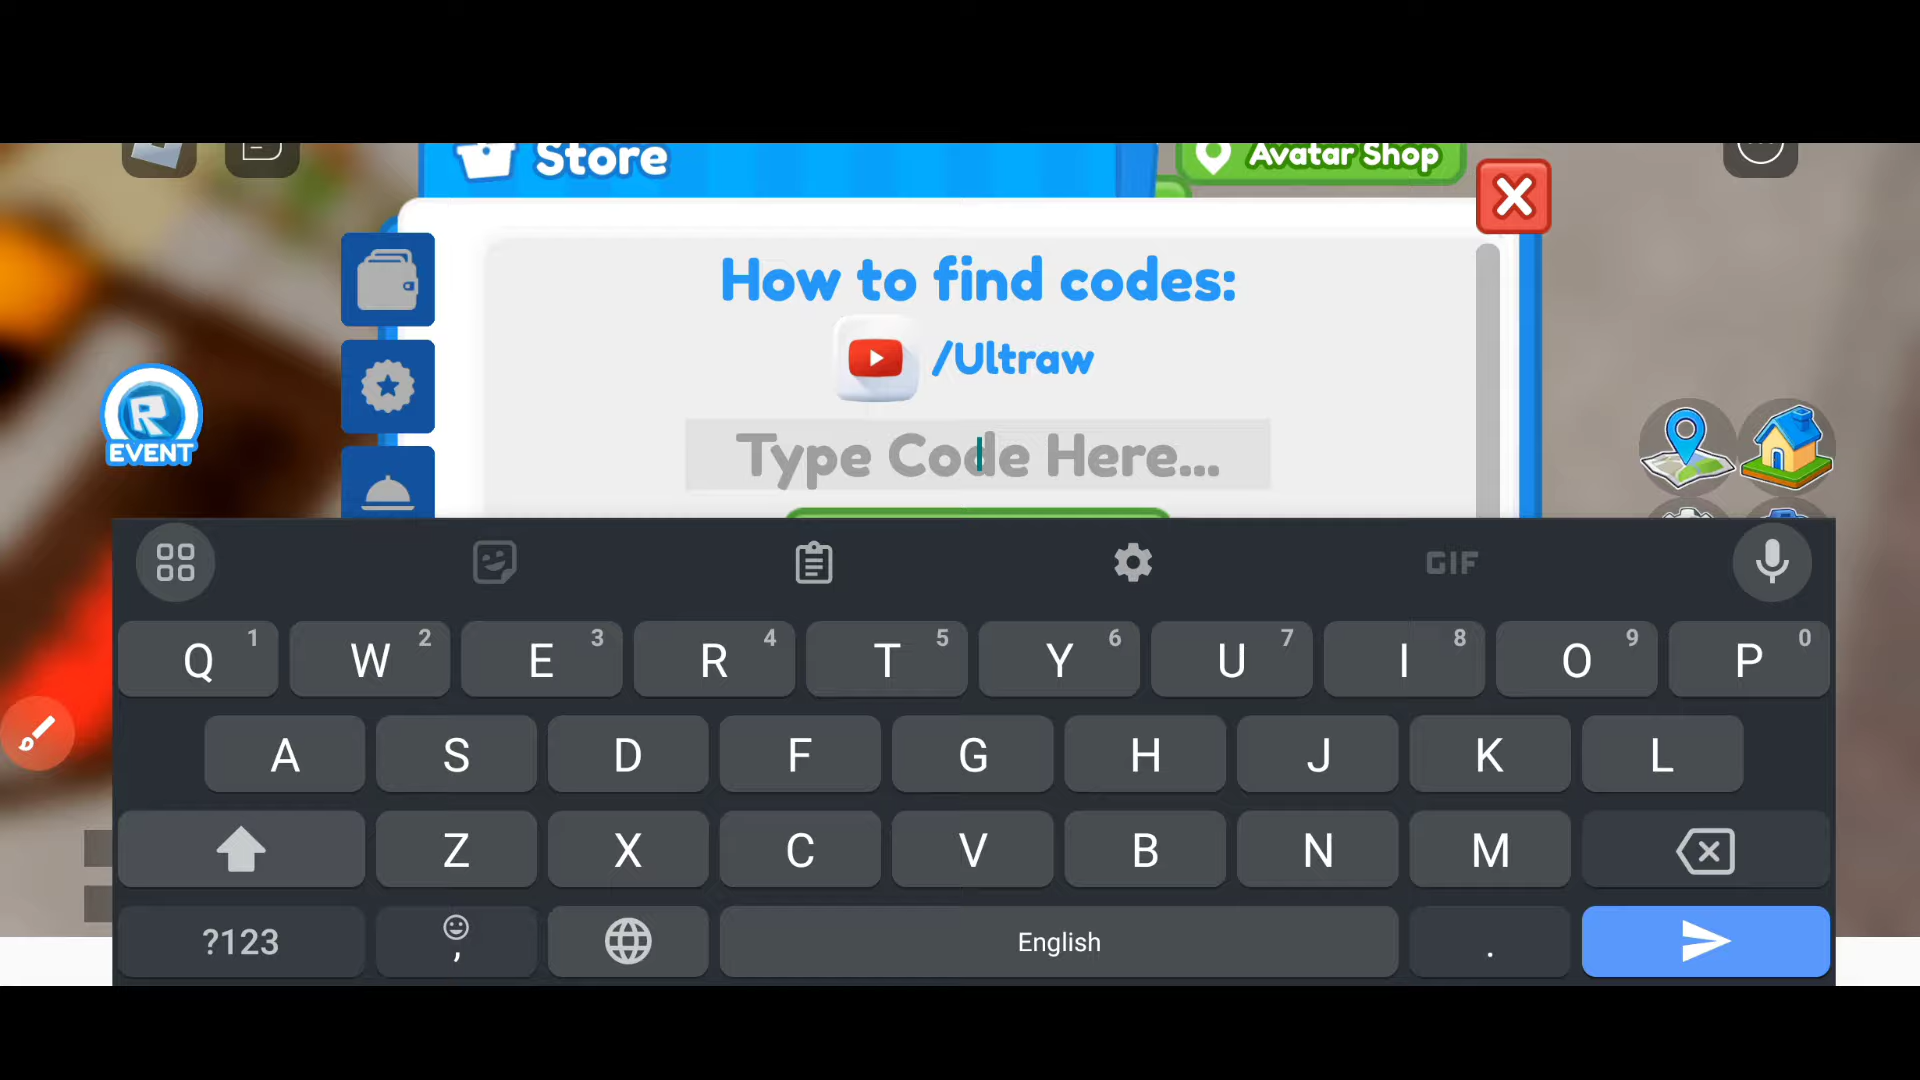 Store
Avatar Shop
How to find codes:
/Ultraw
EVENT
Type Code Here...
GIF
Q 1 W 2 E 3 R 4 T 5 Y 6 U 7 I 8 O 9 P 0
A S D F G H J K L
Z X C V B N M
?123 , English .